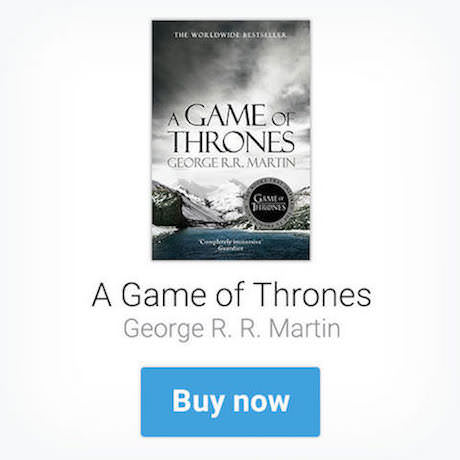 THE WORLDWIDE BESTSELLER
A GAME OF
THRONES
GEORGE R.R. MARTIN
GAME OF
THRONES
'Completely immersive'
Guardian
A Game of Thrones
George R. R. Martin
Buy now